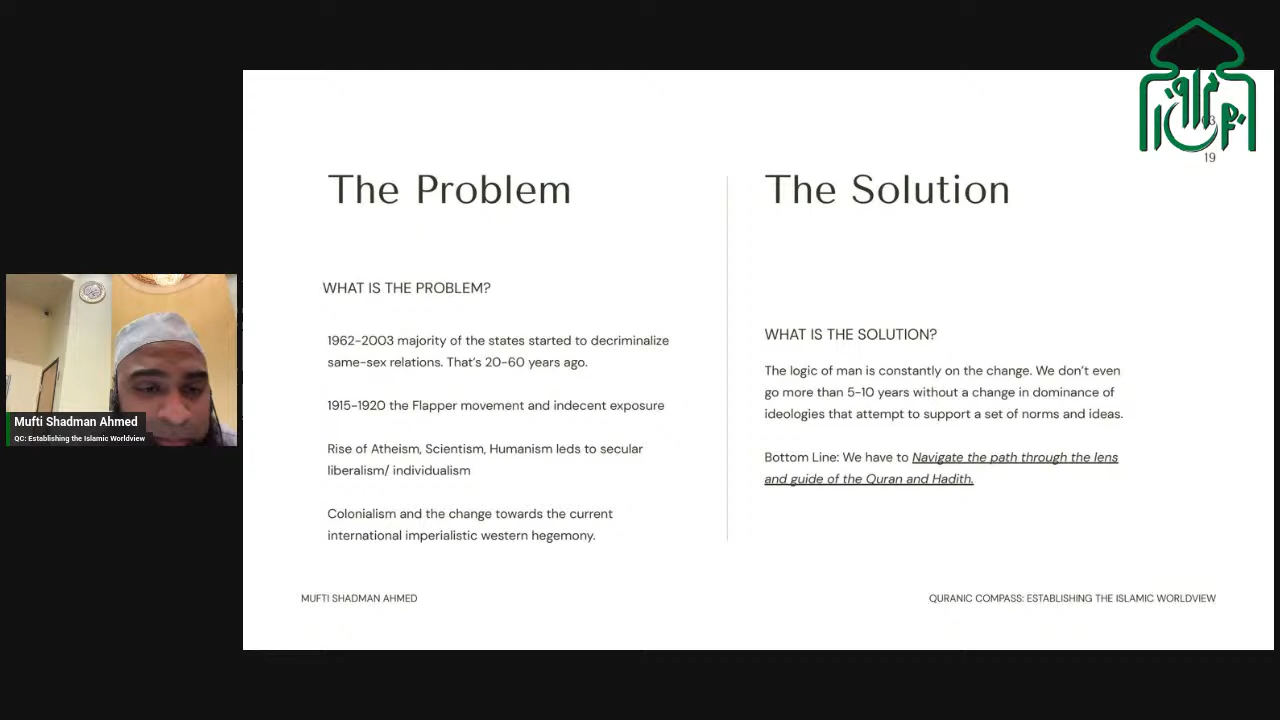 The Problem
WHAT IS THE PROBLEM?
1962-2003 majority of the states started to decriminalize
same-sex relations. That's 20-60 years ago.
1915-1920 the Flapper movement and indecent exposure
Rise of Atheism, Scientism, Humanism leds to secular
liberalism/ individualism
Colonialism and the change towards the current
international imperialistic western hegemony.
The Solution
WHAT IS THE SOLUTION?
The logic of man is constantly on the change. We don't even
go more than 5-10 years without a change in dominance of
ideologies that attempt to support a set of norms and ideas.
Bottom Line: We have to Navigate the path through the lens
and guide of the Quran and Hadith.
19
MUFTI SHADMAN AHMED
QURANIC COMPASS: ESTABLISHING THE ISLAMIC WORLDVIEW
Mufti Shadman Ahmed
QC: Establishing the Islamic Worldview